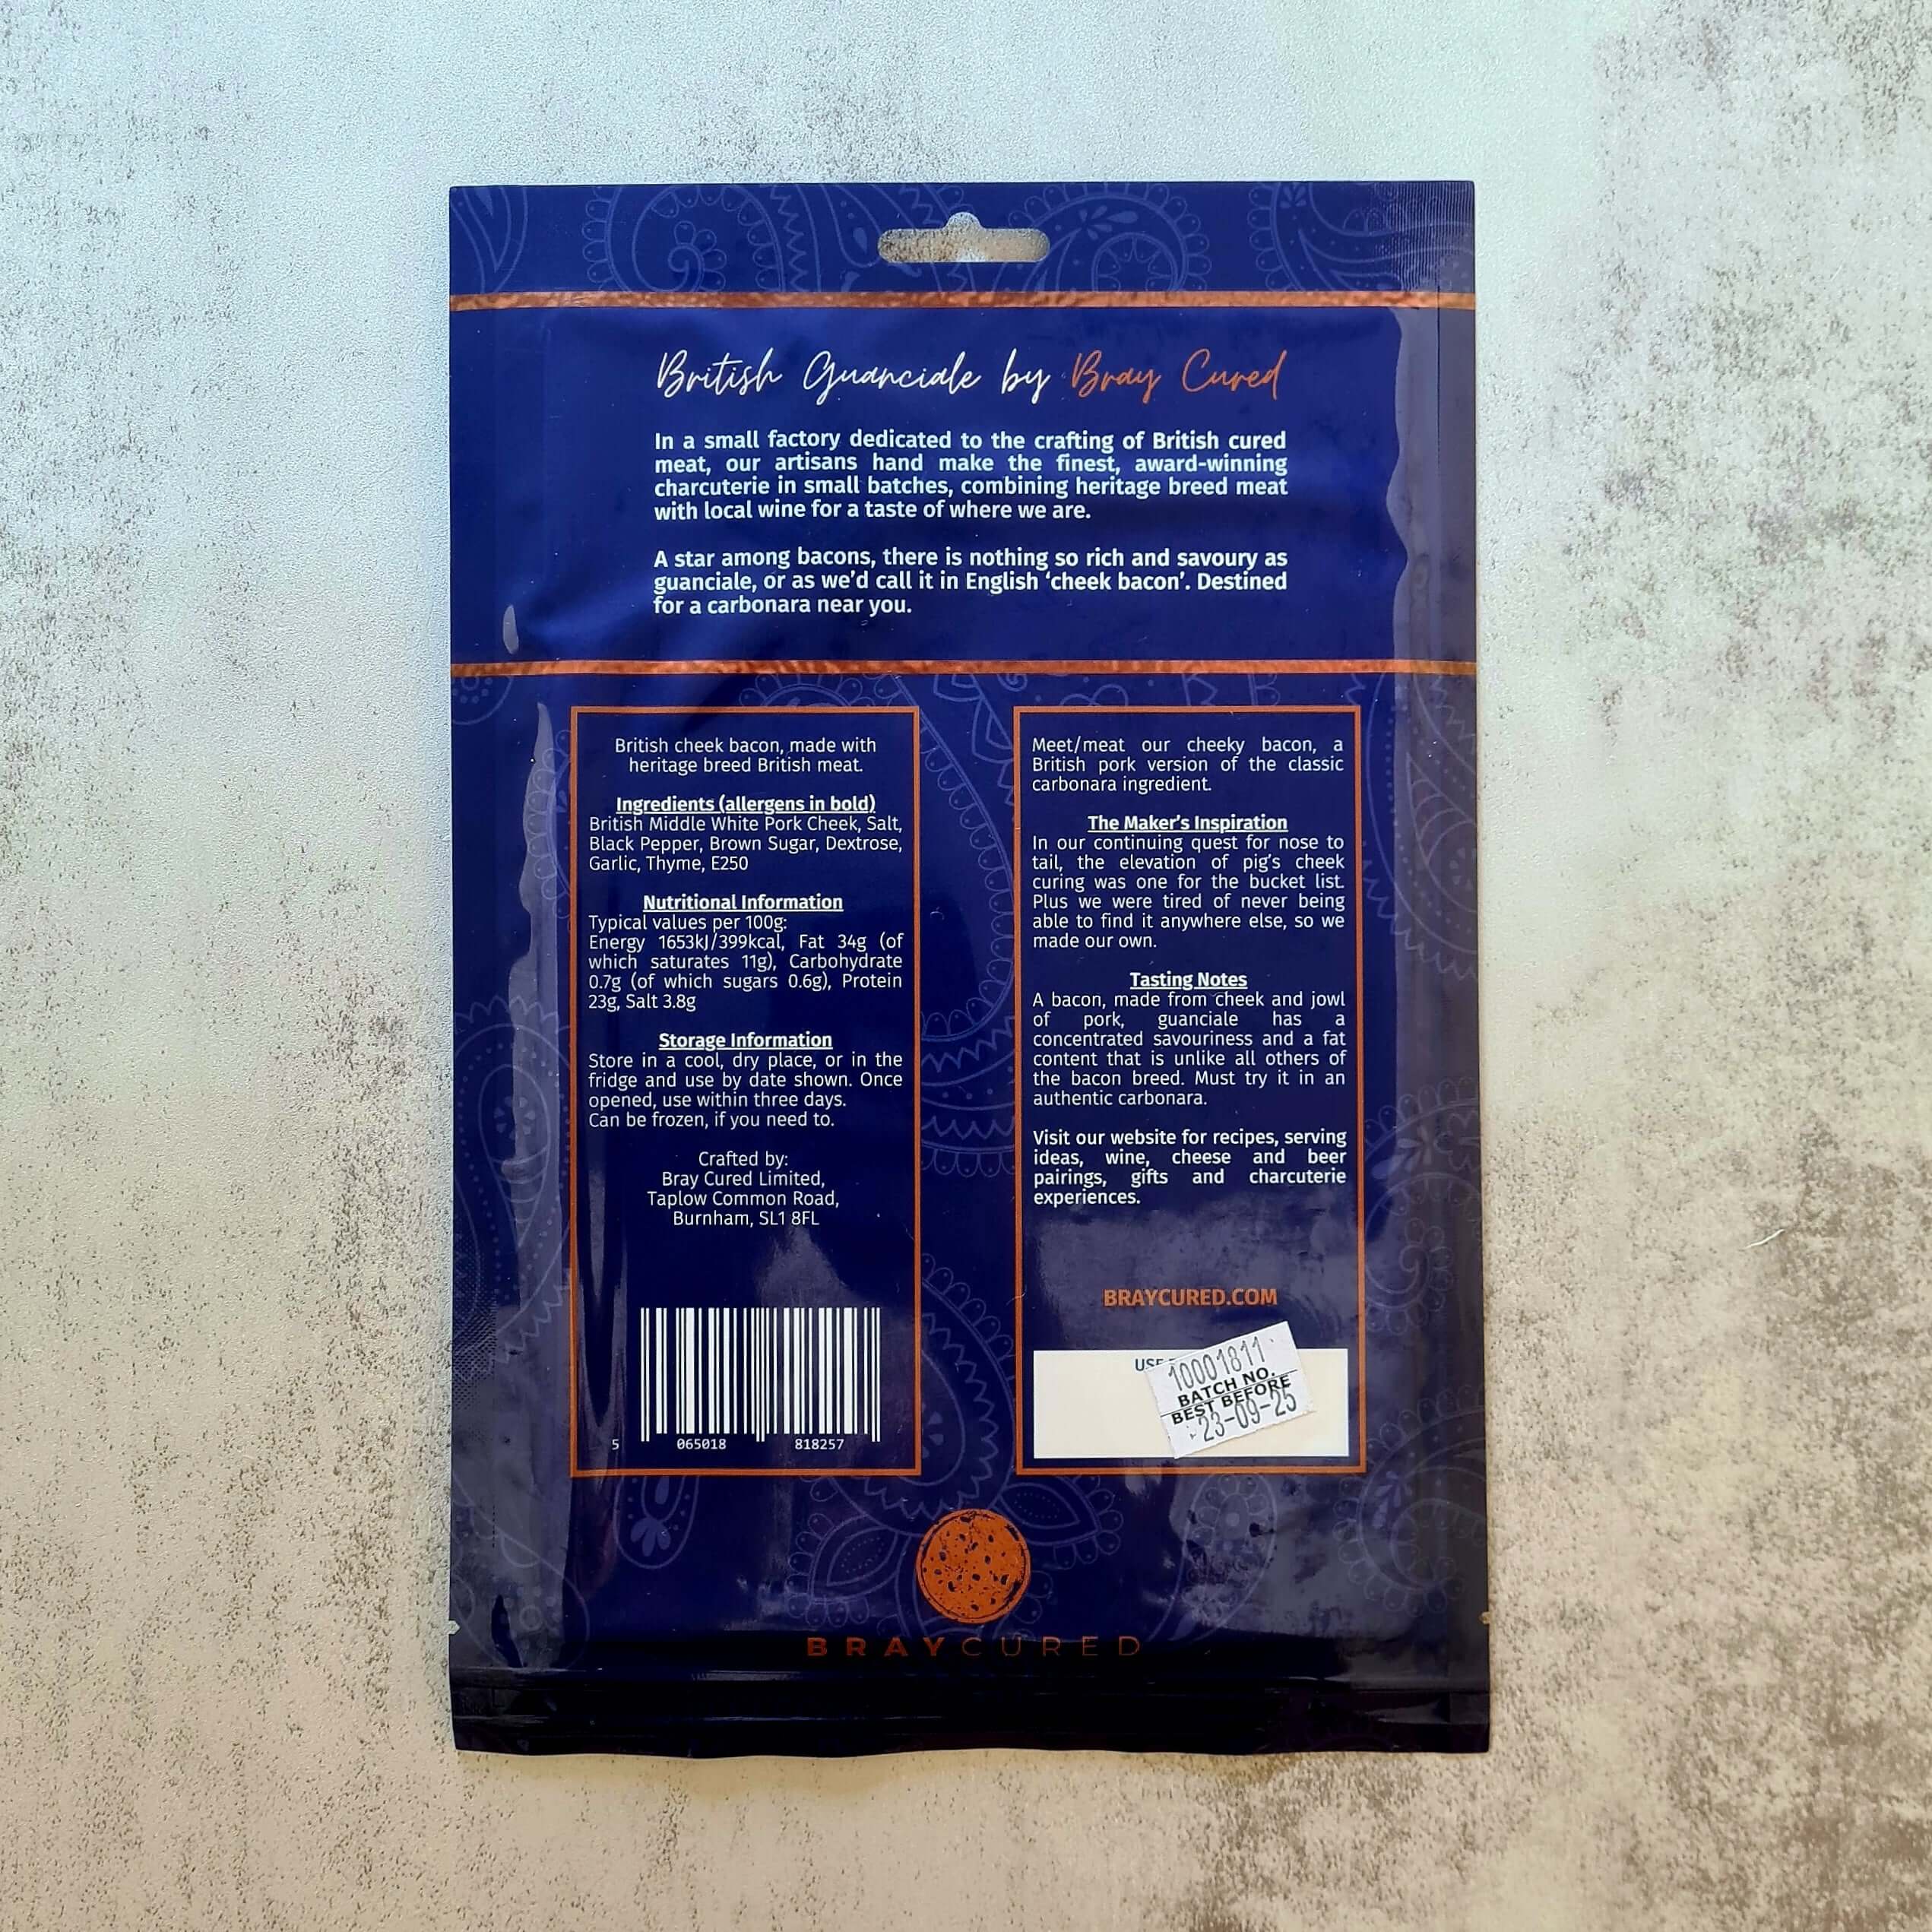 British Guanciale by Bray Cured
In a small factory dedicated to the crafting of British cured
meat, our artisans hand make the finest, award-winning
charcuterie in small batches, combining heritage breed meat
with local wine for a taste of where we are.
A star among bacons, there is nothing so rich and savoury as
guanciale, or as we'd call it in English ‘cheek bacon’. Destined
for a carbonara near you.
British cheek bacon, made with
heritage breed British meat.
Ingredients (allergens in bold)
British Middle White Pork Cheek, Salt,
Black Pepper, Brown Sugar, Dextrose,
Garlic, Thyme, E250
Nutritional Information
Typical values per 100g:
Energy 1653kJ/399kcal, Fat 34g (of
which saturates 11g), Carbohydrate
0.7g (of which sugars 0.6g), Protein
23g, Salt 3.8g
Storage Information
Store in a cool, dry place, or in the
fridge and use by date shown. Once
opened, use within three days.
Can be frozen, if you need to.
Crafted by:
Bray Cured Limited,
Taplow Common Road,
Burnham, SL1 8FL
5 065018 818257
Meet/meat our cheeky bacon, a
British pork version of the classic
carbonara ingredient.
The Maker's Inspiration
In our continuing quest for nose to
tail, the elevation of pig's cheek
curing was one for the bucket list.
Plus we were tired of never being
able to find it anywhere else, so we
made our own.
Tasting Notes
A bacon, made from cheek and jowl
of pork, guanciale has a
concentrated savouriness and a fat
content that is unlike all others of
the bacon breed. Must try it in an
authentic carbonara.
Visit our website for recipes, serving
ideas, wine, cheese and beer
pairings, gifts and charcuterie
experiences.
BRAYCURED.COM
10001811
BATCH NO.
BEST BEFORE
23-09-25
BRAYCURED